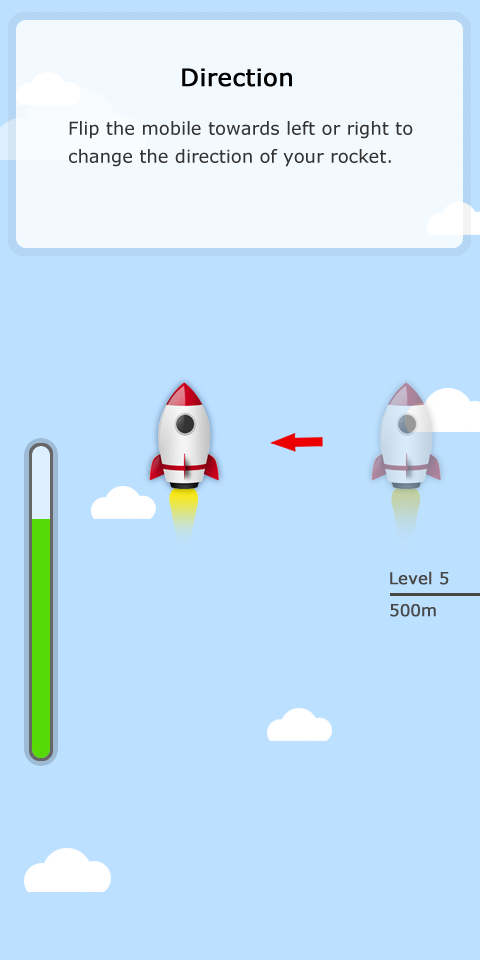 Direction
Flip the mobile towards left or right to
change the direction of your rocket.
Level 5
500m